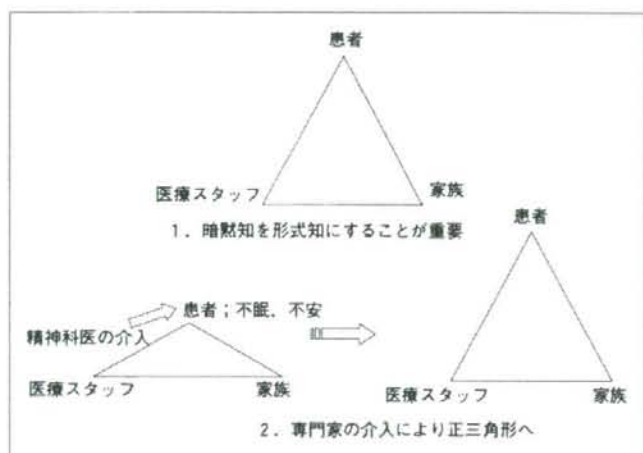 患者
医療スタッフ
家族
1. 暗黙知を形式知にすることが重要
患者
患者;不眠、不安
精神科医の介入
医療スタッフ
家族
医療スタッフ
家族
2. 専門家の介入により正三角形へ